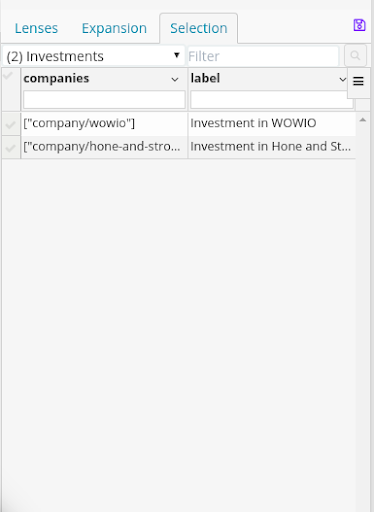 Lenses Expansion Selection
(2) Investments Filter
companies label
["company/wowio"] Investment in WOWIO
["company/hone-and-stro... Investment in Hone and St...